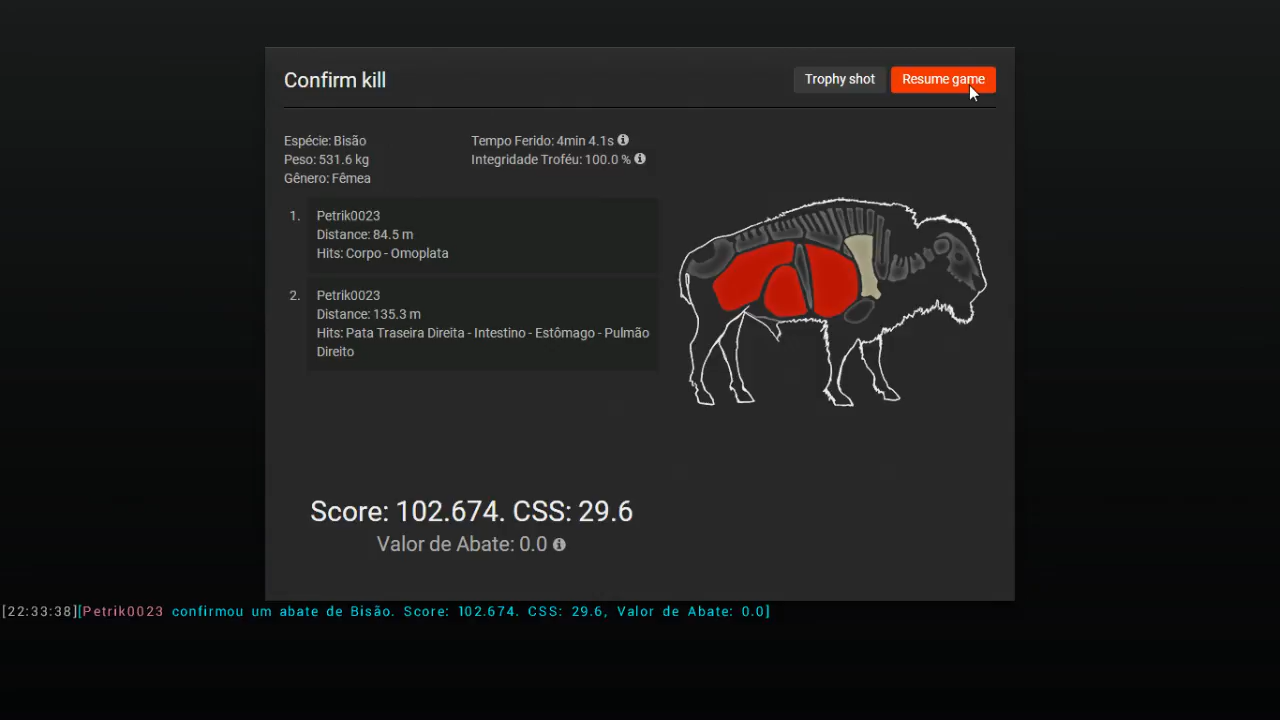 Confirm kill
Trophy shot
Resume game
Espécie: Bisão
Peso: 531.6 kg
Gênero: Fêmea
Tempo Ferido: 4min 4.1s
Integridade Troféu: 100.0 %
1. Petrik0023
Distance: 84.5 m
Hits: Corpo - Omoplata
2. Petrik0023
Distance: 135.3 m
Hits: Pata Traseira Direita - Intestino - Estômago - Pulmão
Direito
Score: 102.674. CSS: 29.6
Valor de Abate: 0.0
[22:33:38][Petrik0023 confirmou um abate de Bisão. Score: 102.674. CSS: 29.6, Valor de Abate: 0.0]